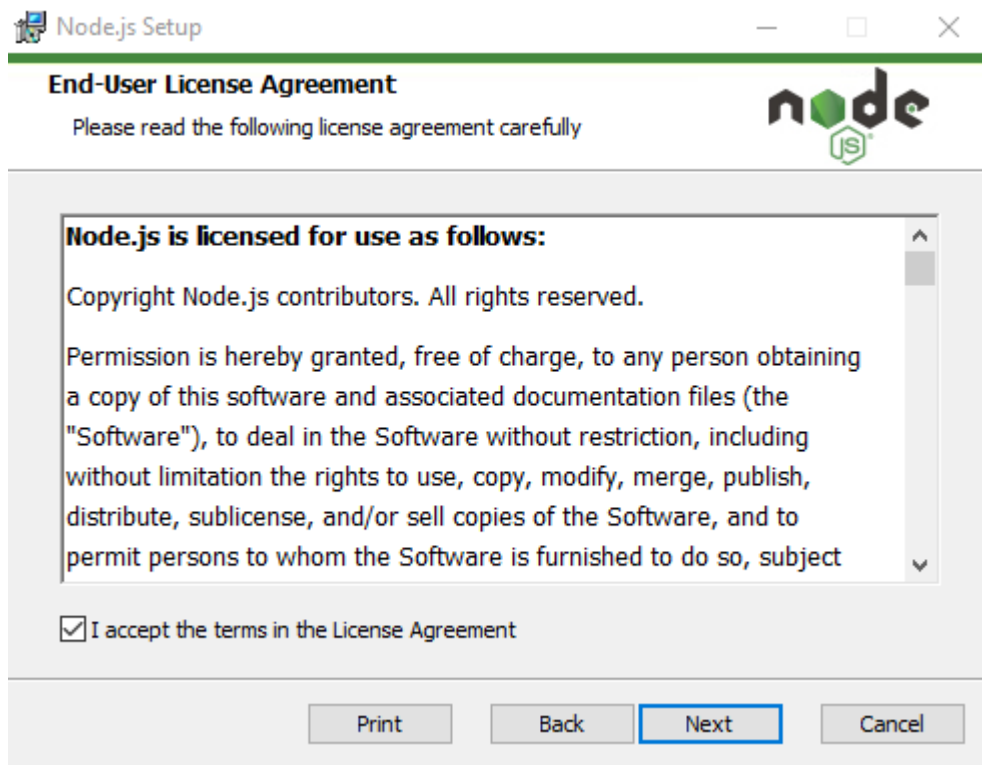 Node.js Setup
End-User License Agreement
Please read the following license agreement carefully
node
JS
Node.js is licensed for use as follows:
Copyright Node.js contributors. All rights reserved.
Permission is hereby granted, free of charge, to any person obtaining
a copy of this software and associated documentation files (the
"Software"), to deal in the Software without restriction, including
without limitation the rights to use, copy, modify, merge, publish,
distribute, sublicense, and/or sell copies of the Software, and to
permit persons to whom the Software is furnished to do so, subject
I accept the terms in the License Agreement
Print Back Next Cancel